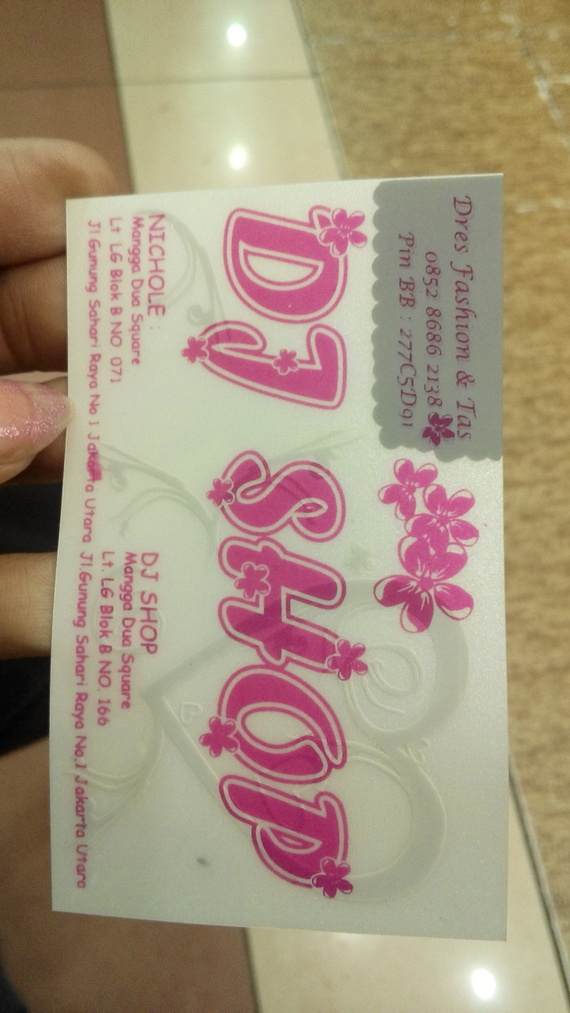 Dres Fashion & Tas
0852 8686 2138
Pin BB : 277C5D91
DJ SHOP
NICHOLE :
Mangga Dua Square
Lt. LG Blok B NO. 071
Jl.Gunung Sahari Raya No.1 Jakarta Utara
DJ SHOP
Mangga Dua Square
Lt. LG Blok B NO. 166
Jl.Gunung Sahari Raya No.1 Jakarta Utara